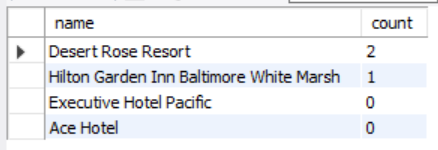 name count
Desert Rose Resort 2
Hilton Garden Inn Baltimore White Marsh 1
Executive Hotel Pacific 0
Ace Hotel 0